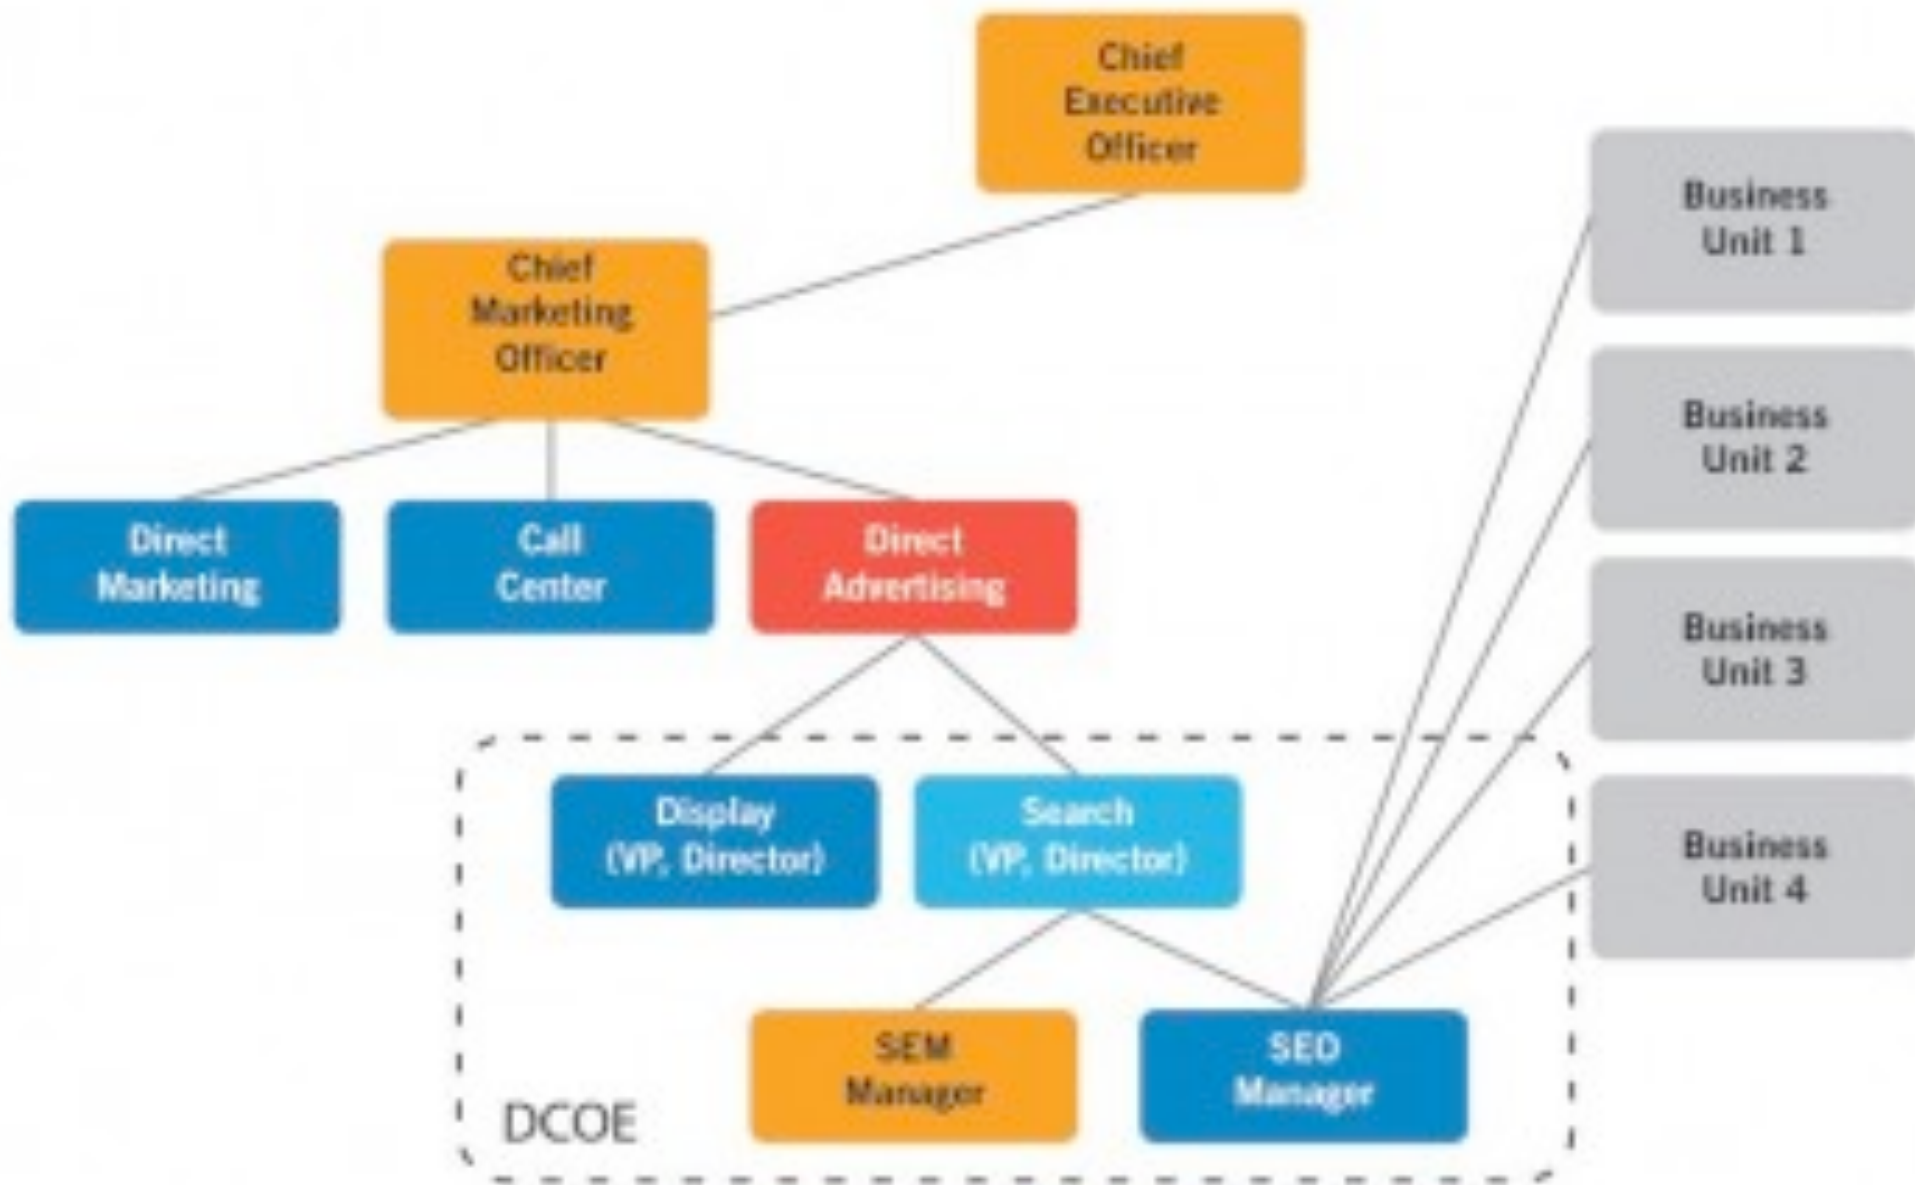 Chief
Executive
Officer
Business
Unit 1
Chief
Marketing
Officer
Business
Unit 2
Direct
Marketing
Call
Center
Direct
Advertising
Business
Unit 3
Display
(VP, Director)
Search
(VP, Director)
Business
Unit 4
SEM
Manager
SEO
Manager
DCOE